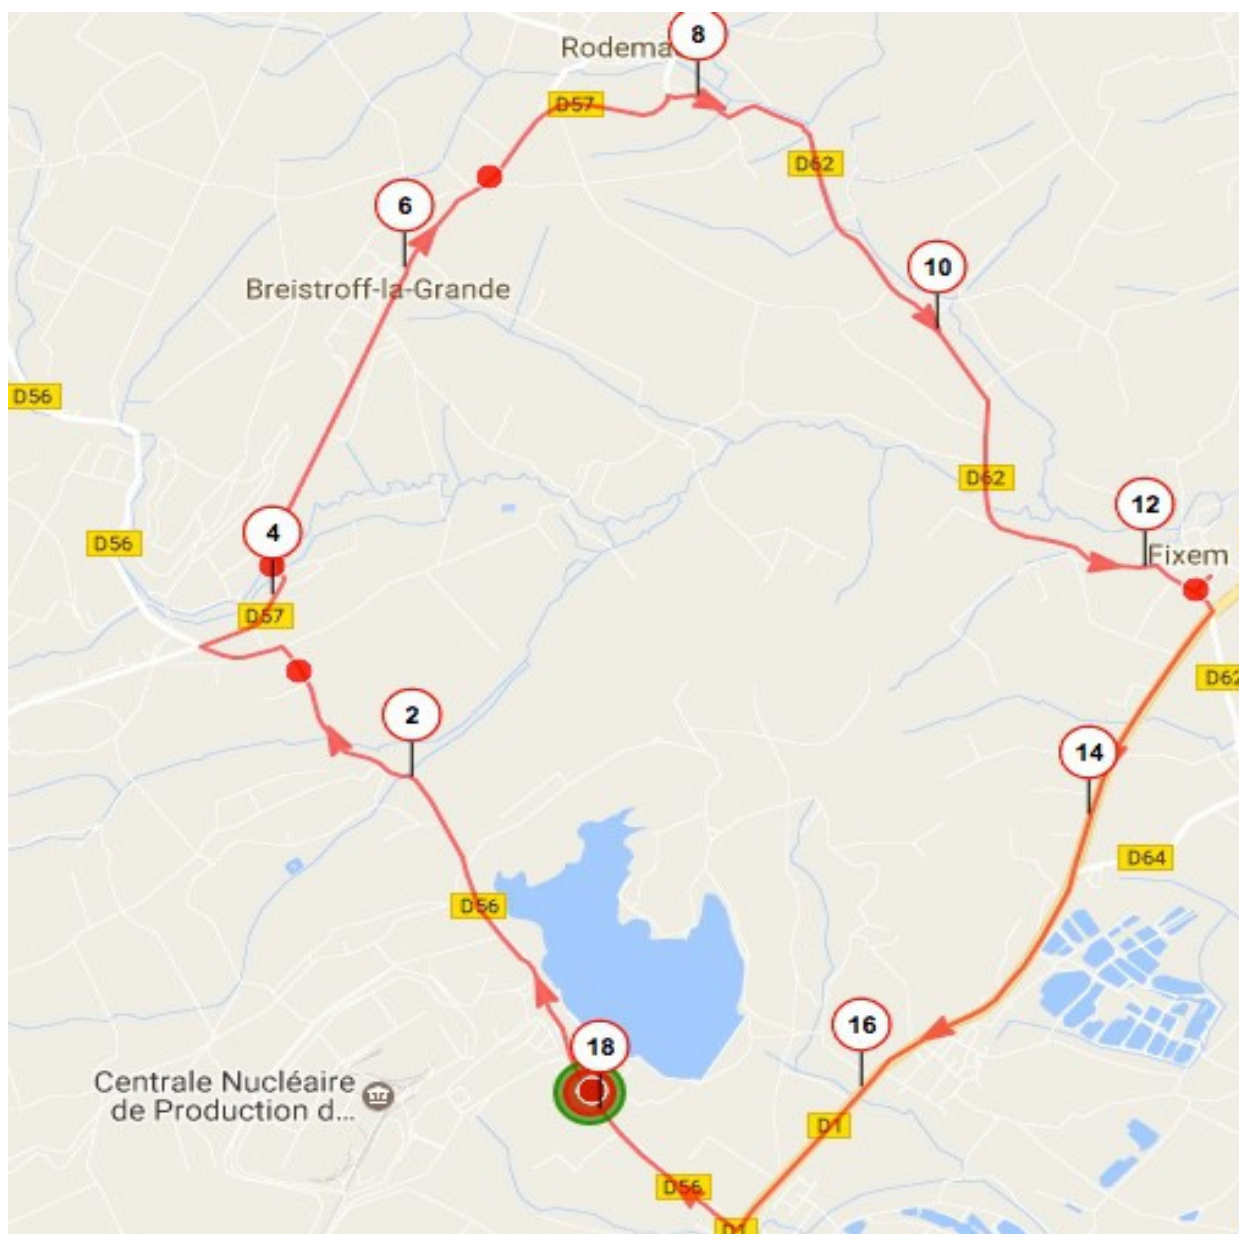 8
Rodema
D57
D62
6
10
Breistroff-la-Grande
D56
D62
12
4
D56
Fixem
D57
D62
2
14
D64
D56
16
18
Centrale Nucléaire
de Production d...
D1
D56
D1